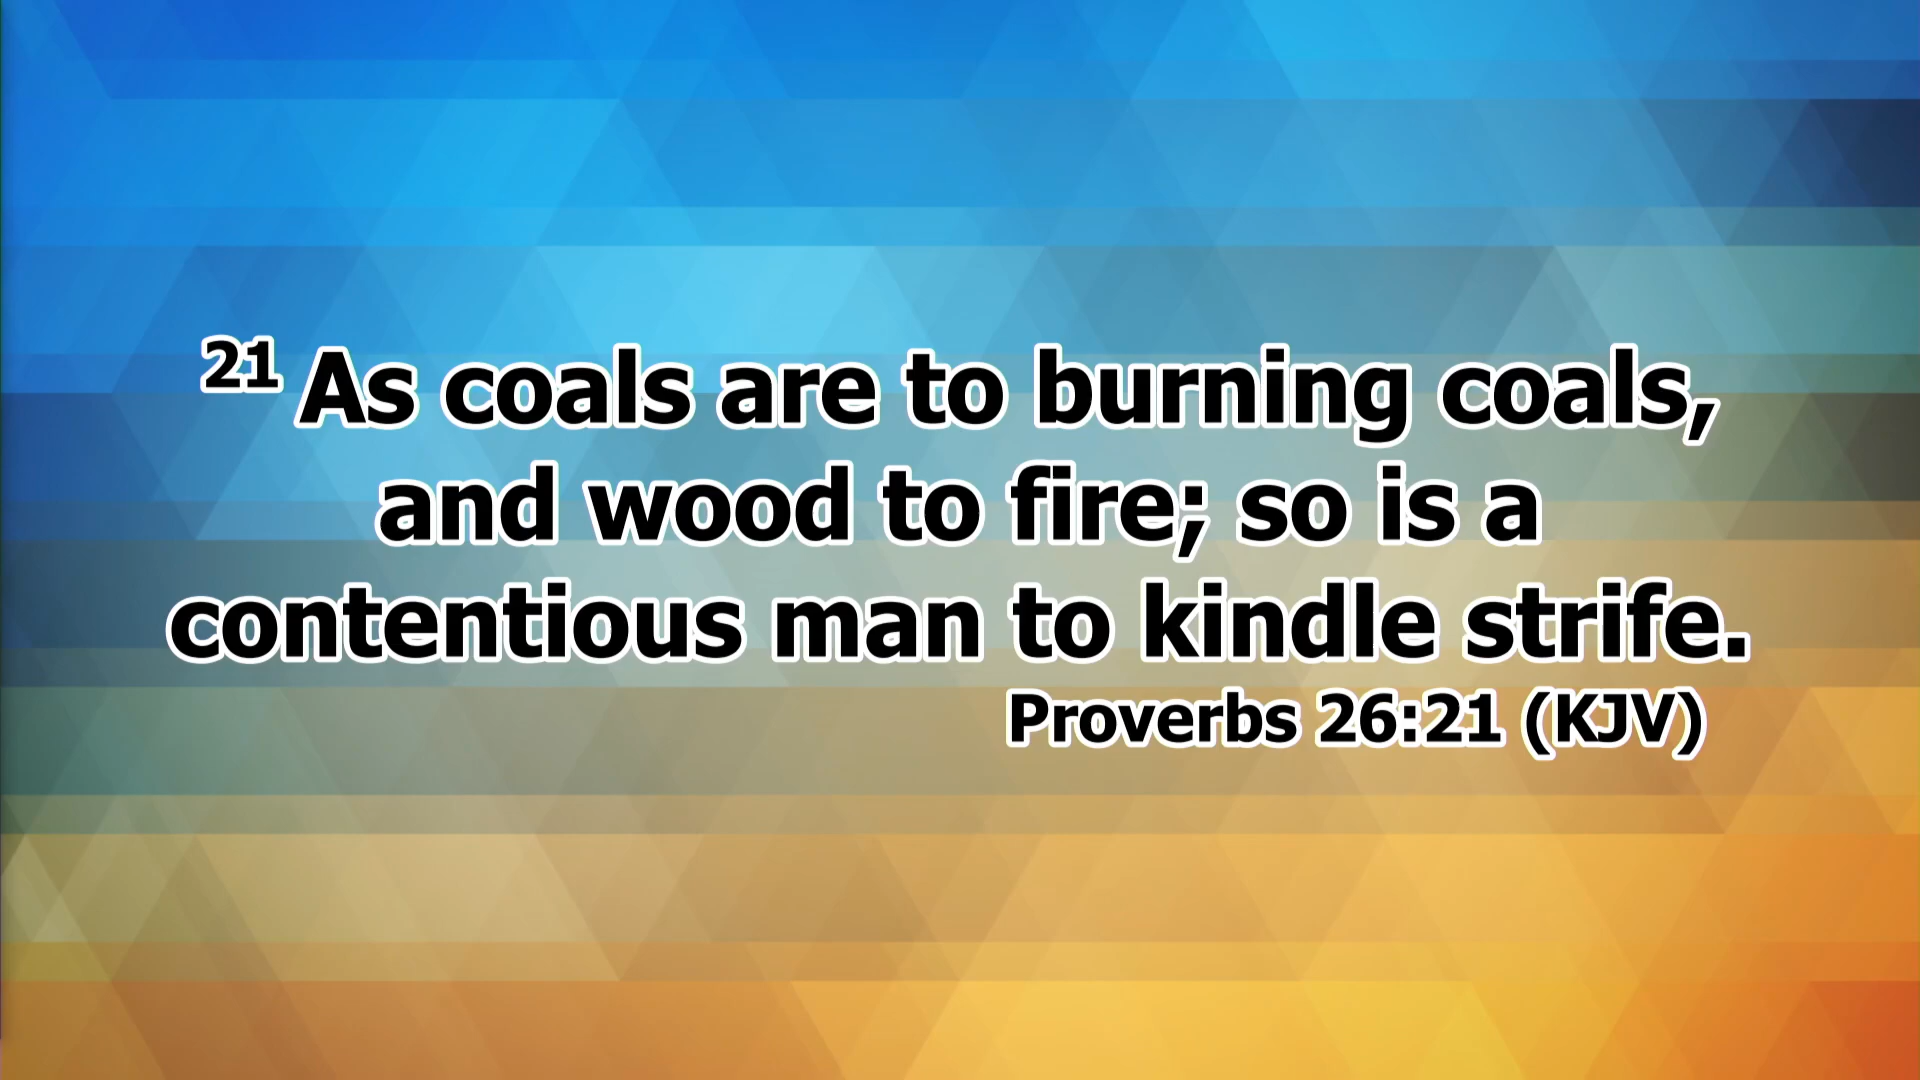 21 As coals are to burning coals,
and wood to fire; so is a
contentious man to kindle strife.
Proverbs 26:21 (KJV)